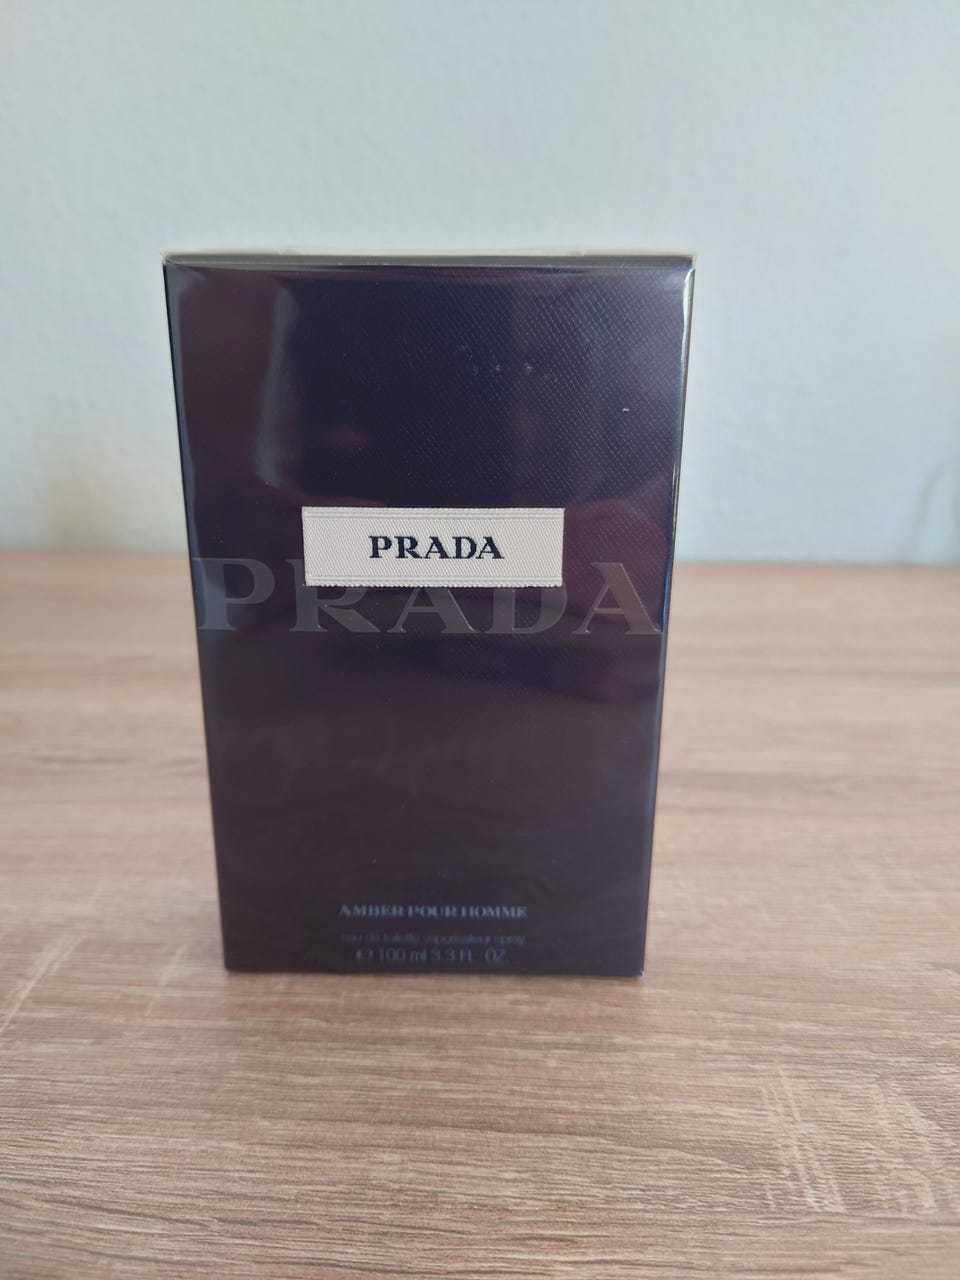 PRADA
PRADA
AMBER POUR HOMME
eau de toilette vaporisateur spray
℮ 100 ml 3.3 FL. OZ.